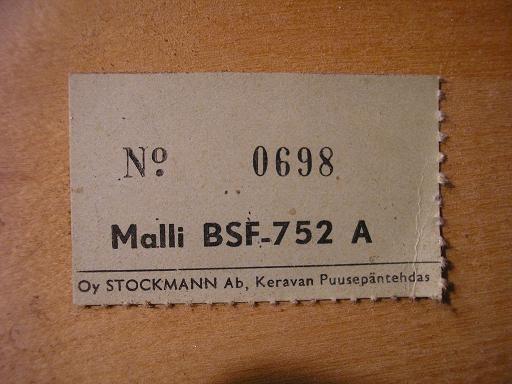 Nº. 0698
Malli BSF-752 A
Oy STOCKMANN Ab, Keravan Puusepäntehdas